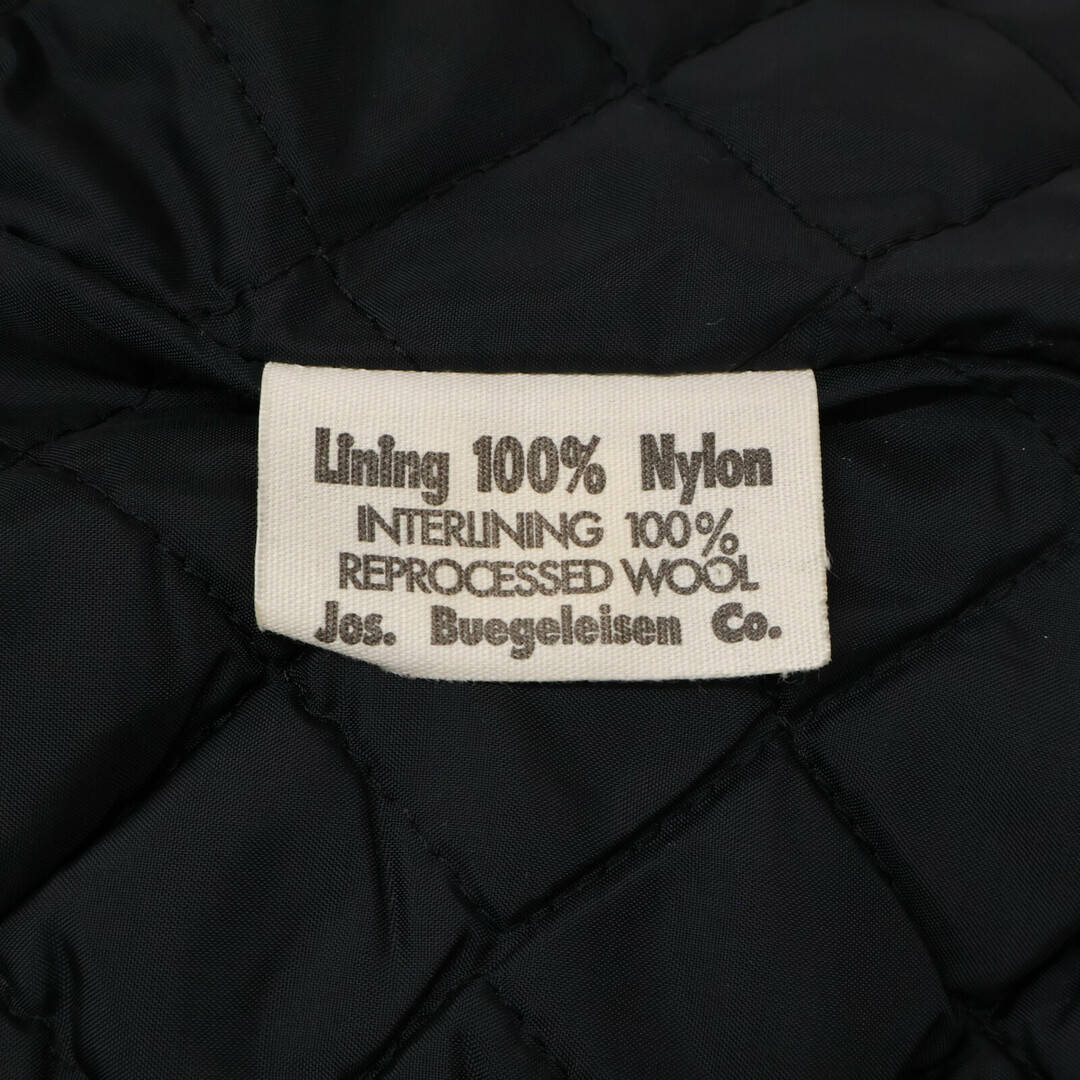 Lining 100% Nylon
INTERLINING 100%
REPROCESSED WOOL
Jos. Buegeleisen Co.